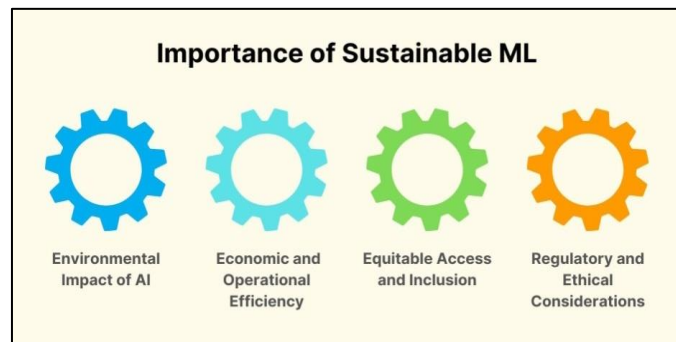 Importance of Sustainable ML
Environmental
Impact of AI
Economic and
Operational
Efficiency
Equitable Access
and Inclusion
Regulatory and
Ethical
Considerations